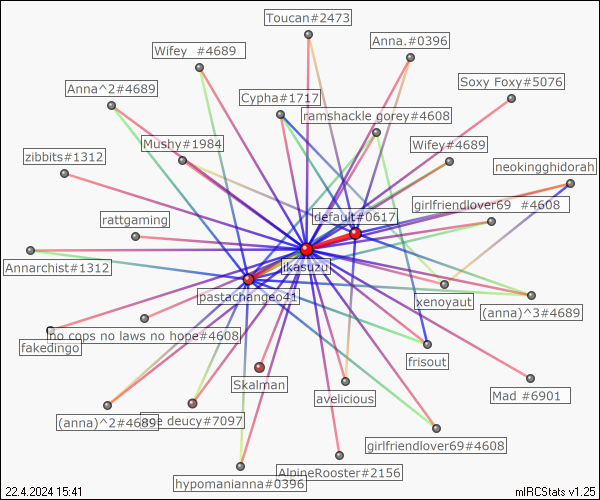 Toucan#2473
Anna.#0396
Wifey  #4689
Soxy Foxy#5076
Anna^2#4689
Cypha#1717
ramshackle gorey#4608
Mushy#1984
Wifey#4689
zibbits#1312
neokingghidorah
girlfriendlover69  #4608
default#0617
rattgaming
jkasuzu
Annarchist#1312
pastachangeo41
xenoyaut
(anna)^3#4689
no cops no laws no hope#4608
fakedingo
frisout
Skalman
Mad #6901
avelicious
(anna)^2#4689
deucy#7097
girlfriendlover69#4608
AlpineRooster#2156
hypomanianna#0396
22.4.2024 15:41
mIRCStats v1.25